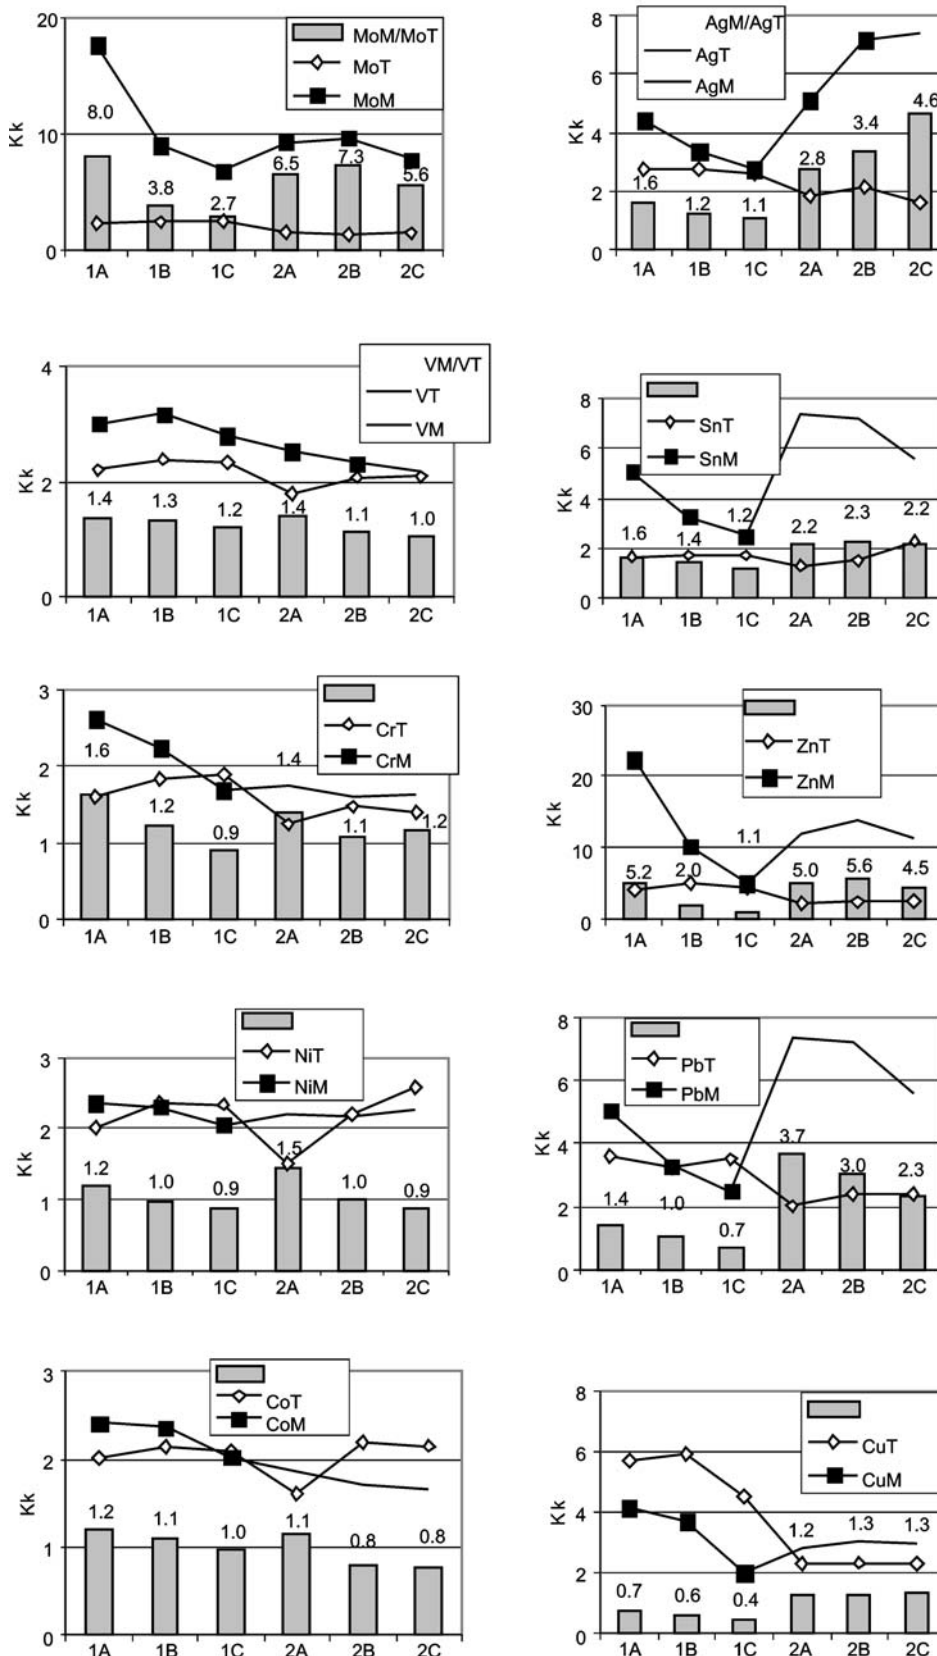 20
10
0
Kk
MoM/MoT
MoT
MoM
8.0
3.8
2.7
6.5
7.3
5.6
1A 1B 1C 2A 2B 2C
8
6
4
2
0
Kk
AgM/AgT
AgT
AgM
1.6
1.2
1.1
2.8
3.4
4.6
1A 1B 1C 2A 2B 2C
4
2
0
Kk
VM/VT
VT
VM
1.4
1.3
1.2
1.4
1.1
1.0
1A 1B 1C 2A 2B 2C
8
6
4
2
0
Kk
SnT
SnM
1.6
1.4
1.2
2.2
2.3
2.2
1A 1B 1C 2A 2B 2C
3
2
1
0
Kk
CrT
CrM
1.6
1.2
0.9
1.4
1.1
1.2
1A 1B 1C 2A 2B 2C
30
20
10
0
Kk
ZnT
ZnM
5.2
2.0
1.1
5.0
5.6
4.5
1A 1B 1C 2A 2B 2C
3
2
1
0
Kk
NiT
NiM
1.2
1.0
0.9
1.5
1.0
0.9
1A 1B 1C 2A 2B 2C
8
6
4
2
0
Kk
PbT
PbM
1.4
1.0
0.7
3.7
3.0
2.3
1A 1B 1C 2A 2B 2C
3
2
1
0
Kk
CoT
CoM
1.2
1.1
1.0
1.1
0.8
0.8
1A 1B 1C 2A 2B 2C
8
6
4
2
0
Kk
CuT
CuM
0.7
0.6
0.4
1.2
1.3
1.3
1A 1B 1C 2A 2B 2C